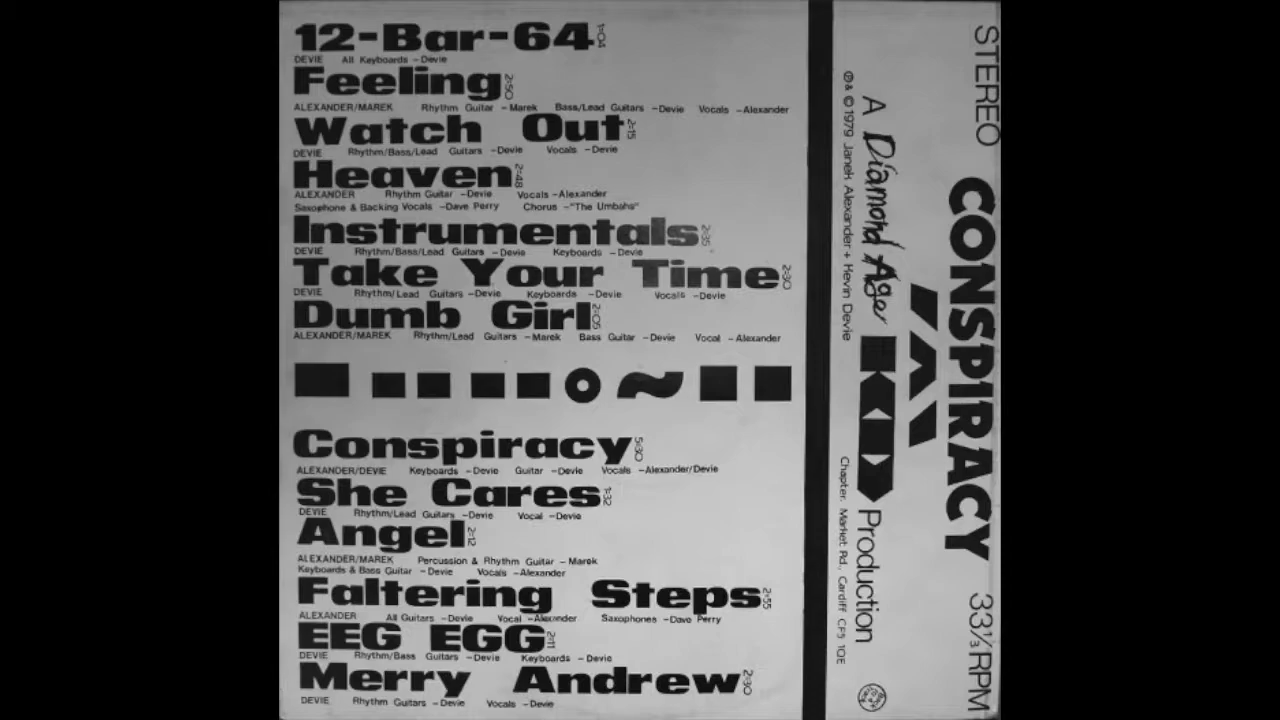 12-Bar-64 1:04
DEVIE All Keyboards -Devie
Feeling 2:50
ALEXANDER/MAREK Rhythm Guitar -Marek Bass/Lead Guitars -Devie Vocals -Alexander
Watch Out 2:15
DEVIE Rhythm/Bass/Lead Guitars -Devie Vocals -Devie
Heaven 2:48
ALEXANDER Rhythm Guitar -Devie Vocals -Alexander
Saxophone & Backing Vocals -Dave Perry Chorus -"The Umbahs"
Instrumentals 2:35
DEVIE Rhythm/Bass/Lead Guitars -Devie Keyboards -Devie
Take Your Time 2:30
DEVIE Rhythm/Lead Guitars -Devie Keyboards -Devie Vocals -Devie
Dumb Girl 2:05
ALEXANDER/MAREK Rhythm/Lead Guitars -Marek Bass Guitar -Devie Vocal -Alexander
Conspiracy 5:30
ALEXANDER/DEVIE Keyboards -Devie Guitar -Devie Vocals -Alexander/Devie
She Cares 1:32
DEVIE Rhythm/Lead Guitars -Devie Vocal -Devie
Angel 2:12
ALEXANDER/MAREK Percussion & Rhythm Guitar -Marek
Keyboards & Bass Guitar -Devie Vocals -Alexander
Faltering Steps 2:55
ALEXANDER All Guitars -Devie Vocal -Alexander Saxophones -Dave Perry
EEG EGG 2:11
DEVIE Rhythm/Bass Guitars -Devie Keyboards -Devie
Merry Andrew 2:30
DEVIE Rhythm Guitars -Devie Vocals -Devie
STEREO CONSPIRACY 33⅓RPM
A Diamond Age Production
℗& ©1979 Janek Alexander + Kevin Devie
Chapter. Market Rd., Cardiff CF5 1QE